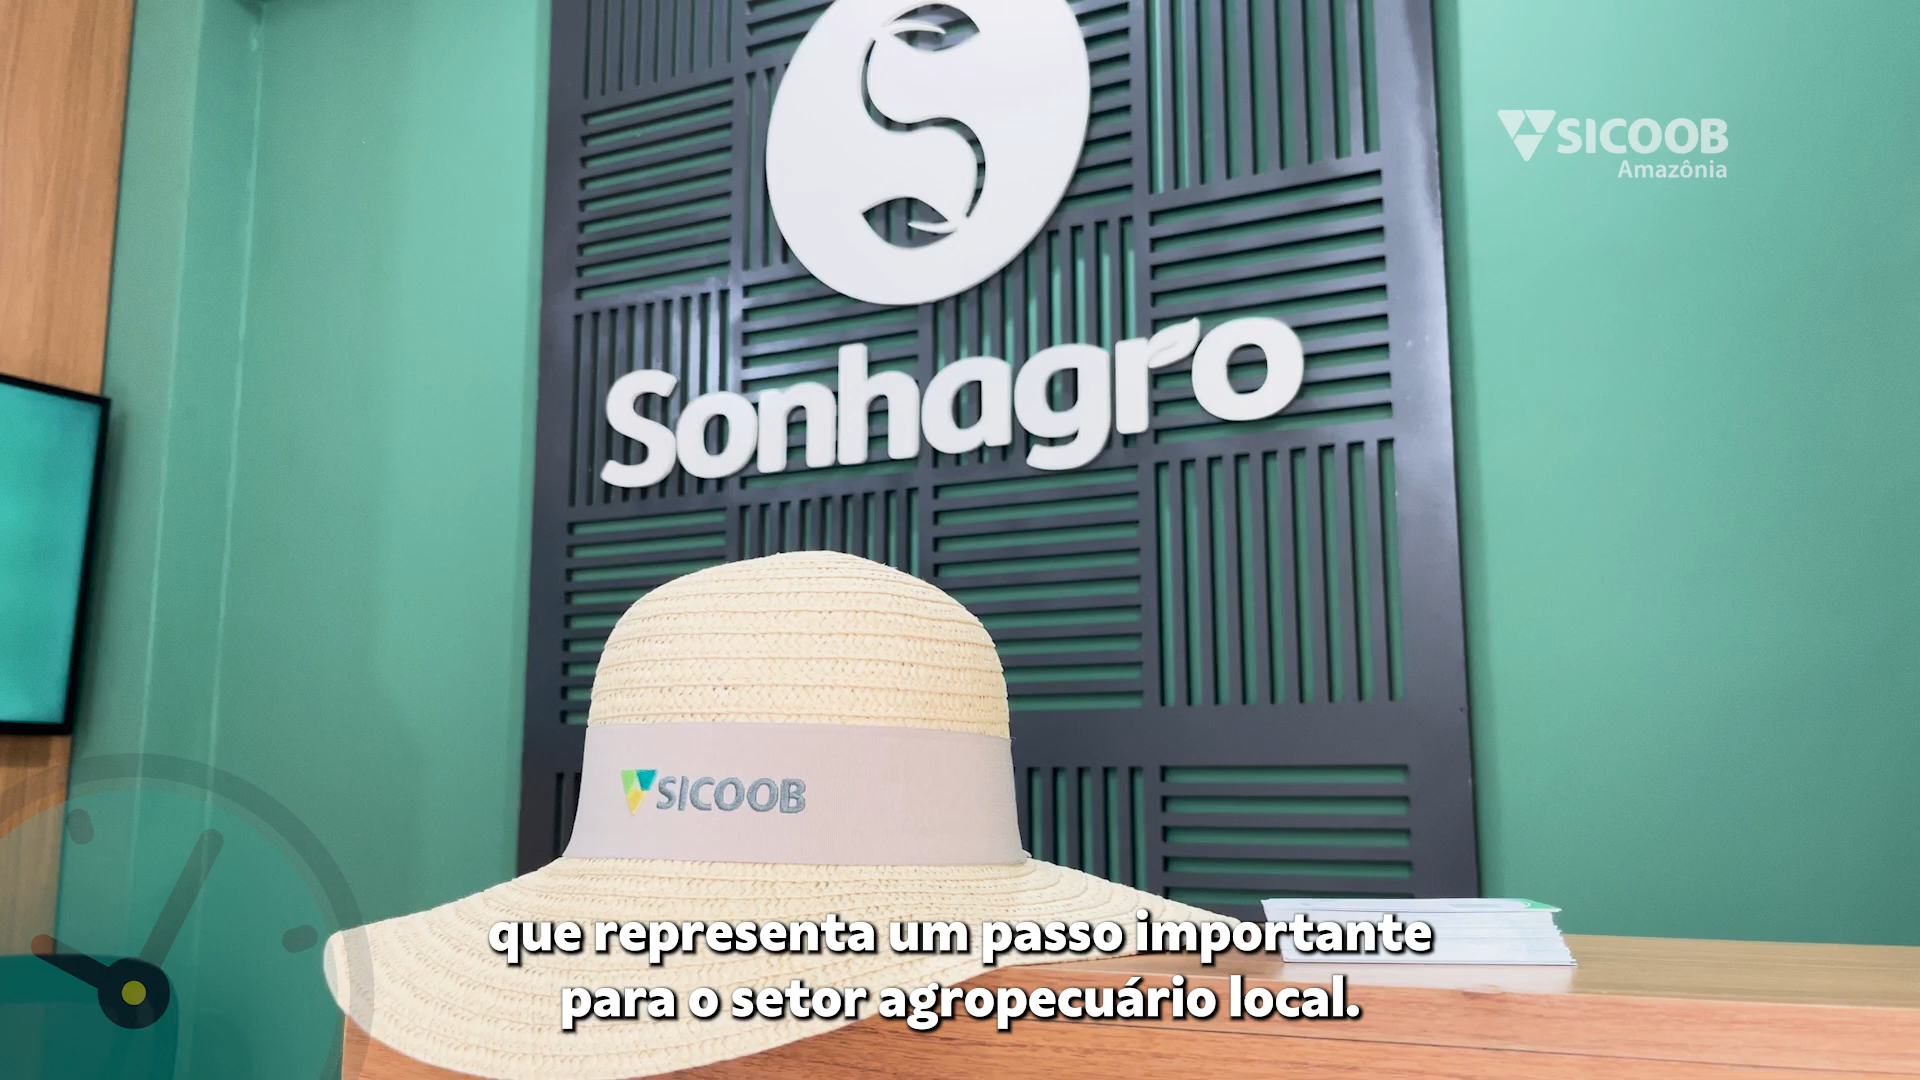 SICOOB
Amazônia
Sonhagro
SICOOB
que representa um passo importante
para o setor agropecuário local.